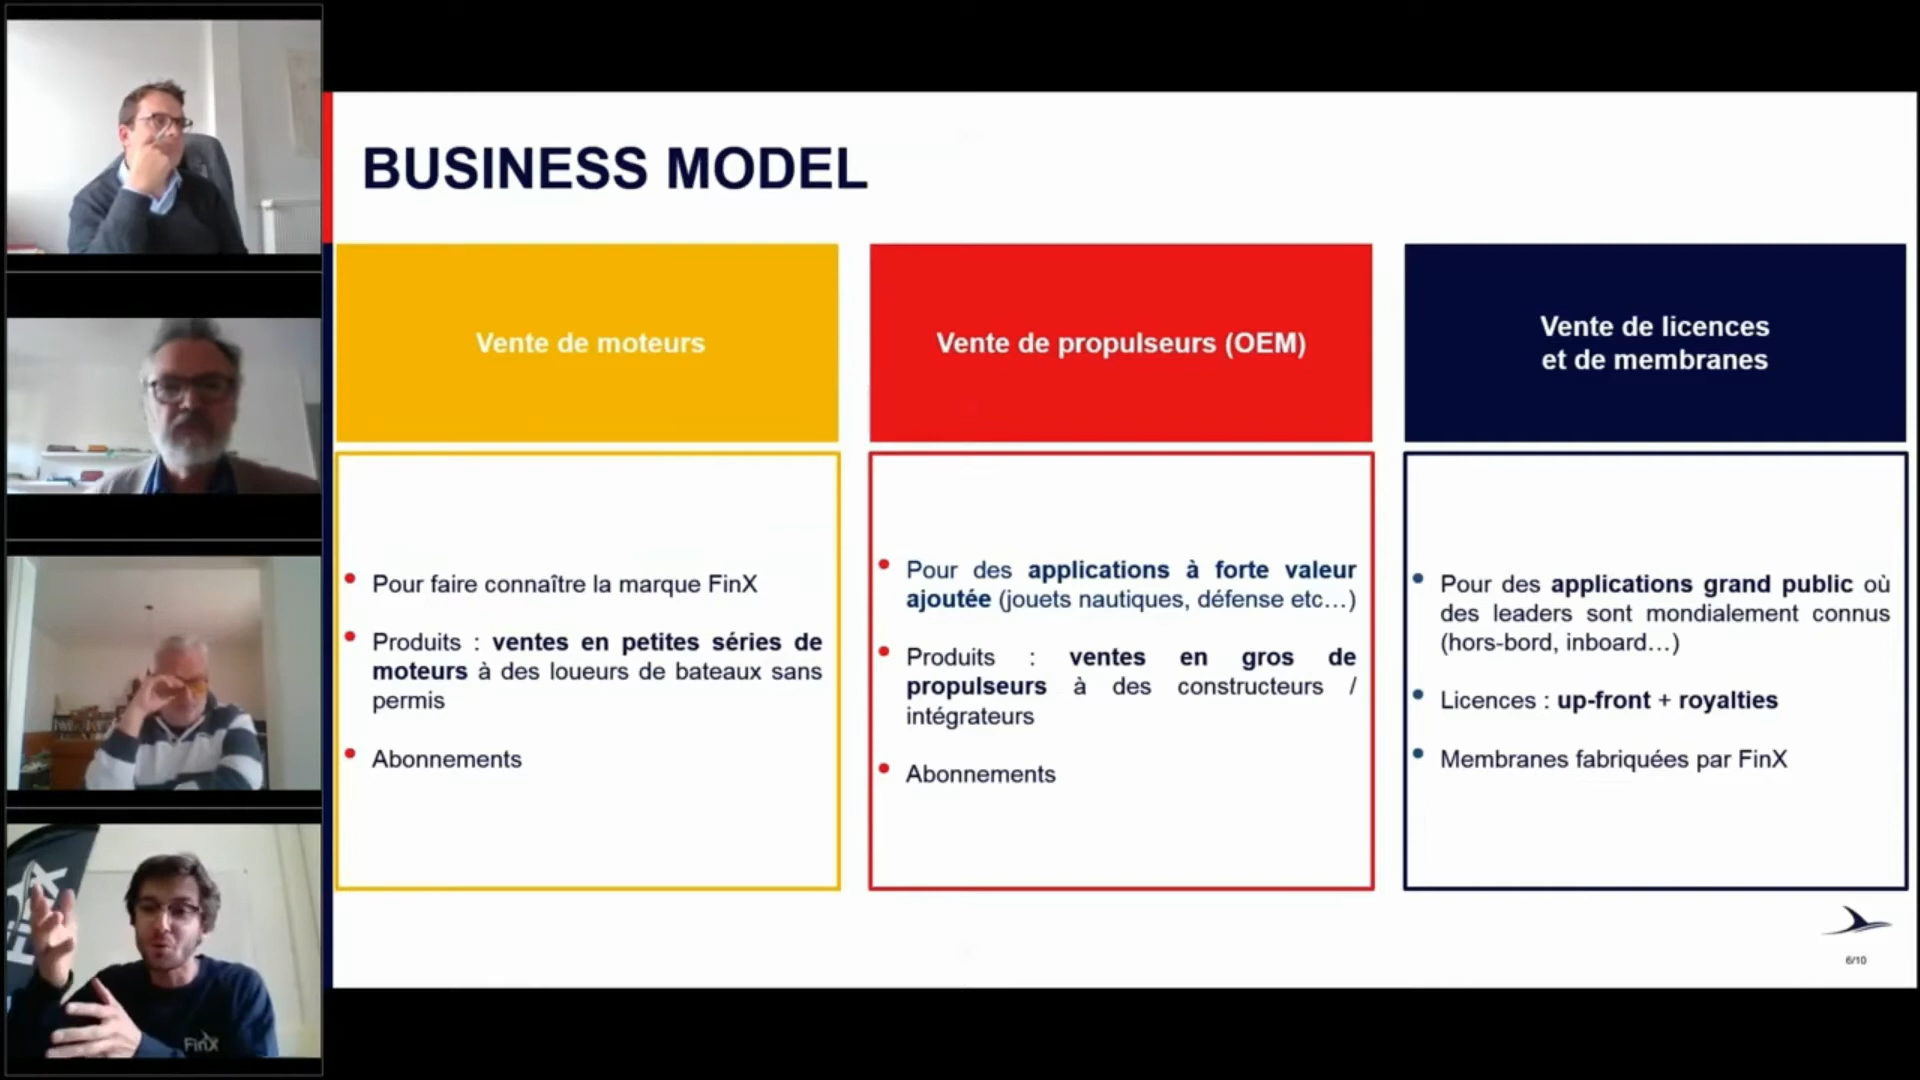 BUSINESS MODEL
Vente de moteurs
Pour faire connaître la marque FinX
Produits : ventes en petites séries de
moteurs à des loueurs de bateaux sans
permis
Abonnements
Vente de propulseurs (OEM)
Pour des applications à forte valeur
ajoutée (jouets nautiques, défense etc…)
Produits : ventes en gros de
propulseurs à des constructeurs /
intégrateurs
Abonnements
Vente de licences
et de membranes
Pour des applications grand public où
des leaders sont mondialement connus
(hors-bord, inboard…)
Licences : up-front + royalties
Membranes fabriquées par FinX
6/10
FinX